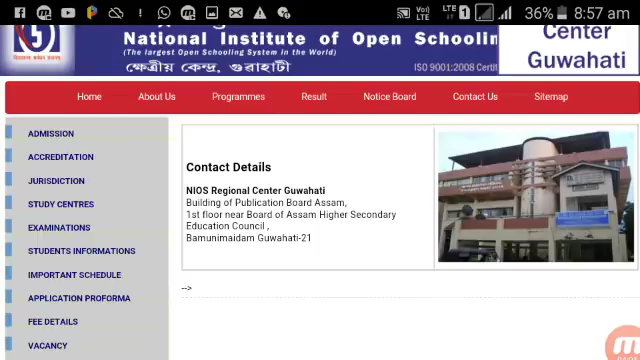 36% 8:57 am
National Institute of Open Schooling
(The largest Open Schooling System in the World)
ক্ষেত্রীয় কেন্দ্ৰ, গুৱাহাটী
ISO 9001:2008 Certi
Center
Guwahati
Home About Us Programmes Result Notice Board Contact Us Sitemap
ADMISSION
ACCREDITATION
JURISDICTION
STUDY CENTRES
EXAMINATIONS
STUDENTS INFORMATIONS
IMPORTANT SCHEDULE
APPLICATION PROFORMA
FEE DETAILS
VACANCY
Contact Details
NIOS Regional Center Guwahati
Building of Publication Board Assam,
1st floor near Board of Assam Higher Secondary
Education Council ,
Bamunimaidam Guwahati-21
-->